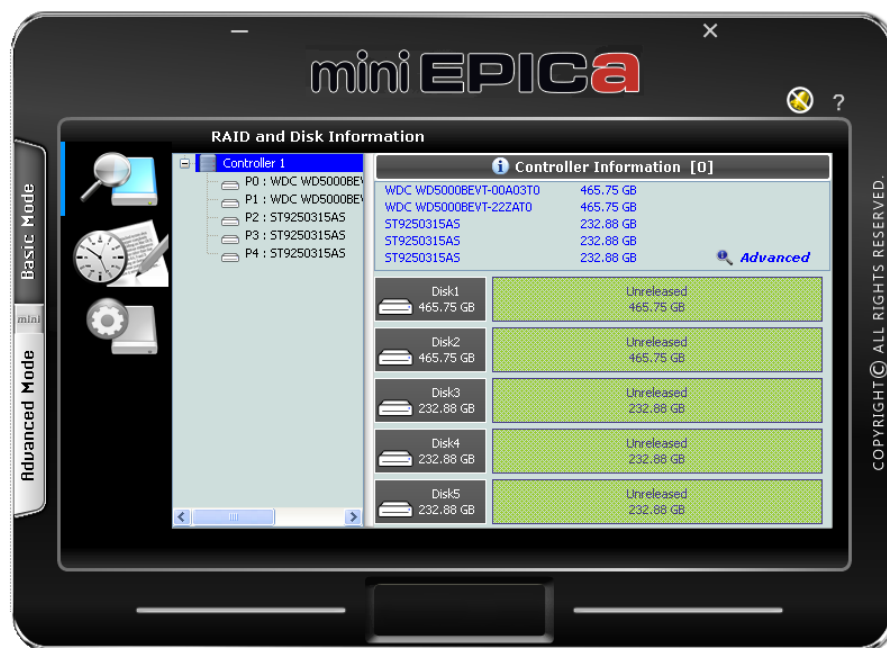 mini EPICa
?
RAID and Disk Information
Controller 1
P0 : WDC WD5000BEV
P1 : WDC WD5000BEV
P2 : ST9250315AS
P3 : ST9250315AS
P4 : ST9250315AS
Controller Information [0]
WDC WD5000BEVT-00A03T0 465.75 GB
WDC WD5000BEVT-22ZAT0 465.75 GB
ST9250315AS 232.88 GB
ST9250315AS 232.88 GB
ST9250315AS 232.88 GB
Advanced
Disk1
465.75 GB
Unreleased
465.75 GB
Disk2
465.75 GB
Unreleased
465.75 GB
Disk3
232.88 GB
Unreleased
232.88 GB
Disk4
232.88 GB
Unreleased
232.88 GB
Disk5
232.88 GB
Unreleased
232.88 GB
Basic Mode
mini
Advanced Mode
COPYRIGHT© ALL RIGHTS RESERVED.